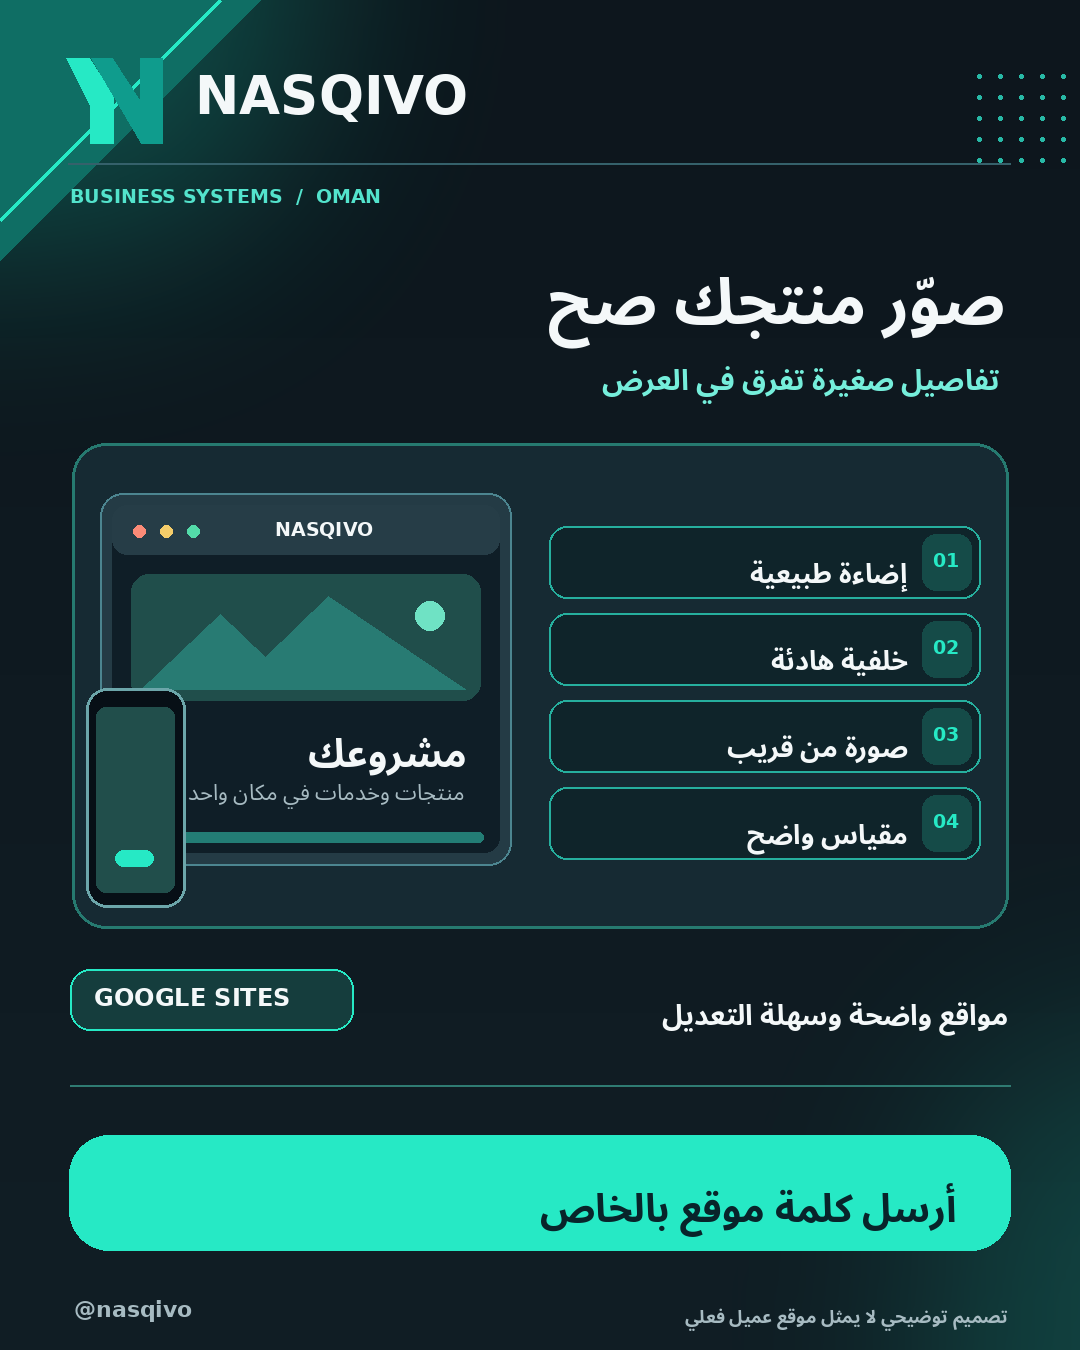 NASQIVO
BUSINESS SYSTEMS / OMAN
صوّر منتجك صح
تفاصيل صغيرة تفرق في العرض
NASQIVO
مشروعك
منتجات وخدمات في مكان واحد
01 إضاءة طبيعية
02 خلفية هادئة
03 صورة من قريب
04 مقياس واضح
GOOGLE SITES
مواقع واضحة وسهلة التعديل
أرسل كلمة موقع بالخاص
@nasqivo
تصميم توضيحي لا يمثل موقع عميل فعلي